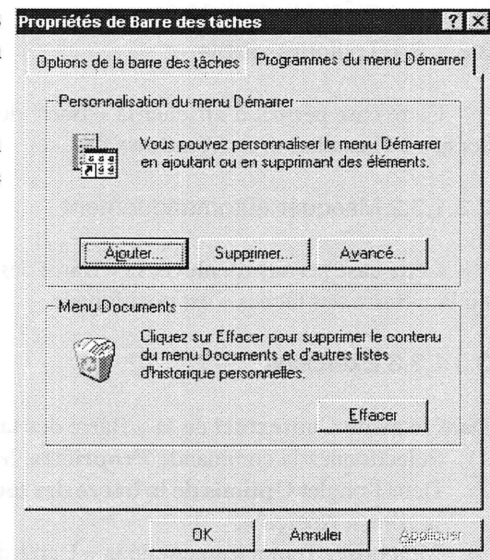 Propriétés de Barre des tâches
Options de la barre des tâches
Programmes du menu Démarrer
Personnalisation du menu Démarrer
Vous pouvez personnaliser le menu Démarrer
en ajoutant ou en supprimant des éléments.
Ajouter... Supprimer... Avancé...
Menu Documents
Cliquez sur Effacer pour supprimer le contenu
du menu Documents et d'autres listes
d'historique personnelles.
Effacer
OK Annuler Appliquer